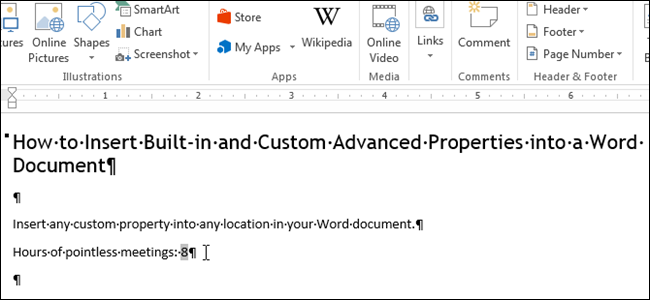 SmartArt
Store
Header
ctures Online Pictures Shapes
Chart
My Apps
Wikipedia
Online Video
Links
Comment
Footer
Screenshot
Page Number
Illustrations Apps Media Comments Header & Footer
1 2 3 4 5 6
How·to·Insert·Built-in·and·Custom·Advanced·Properties·into·a·Word·
Document¶
¶
Insert·any·custom·property·into·any·location·in·your·Word·document.¶
Hours·of·pointless·meetings:·8¶
¶